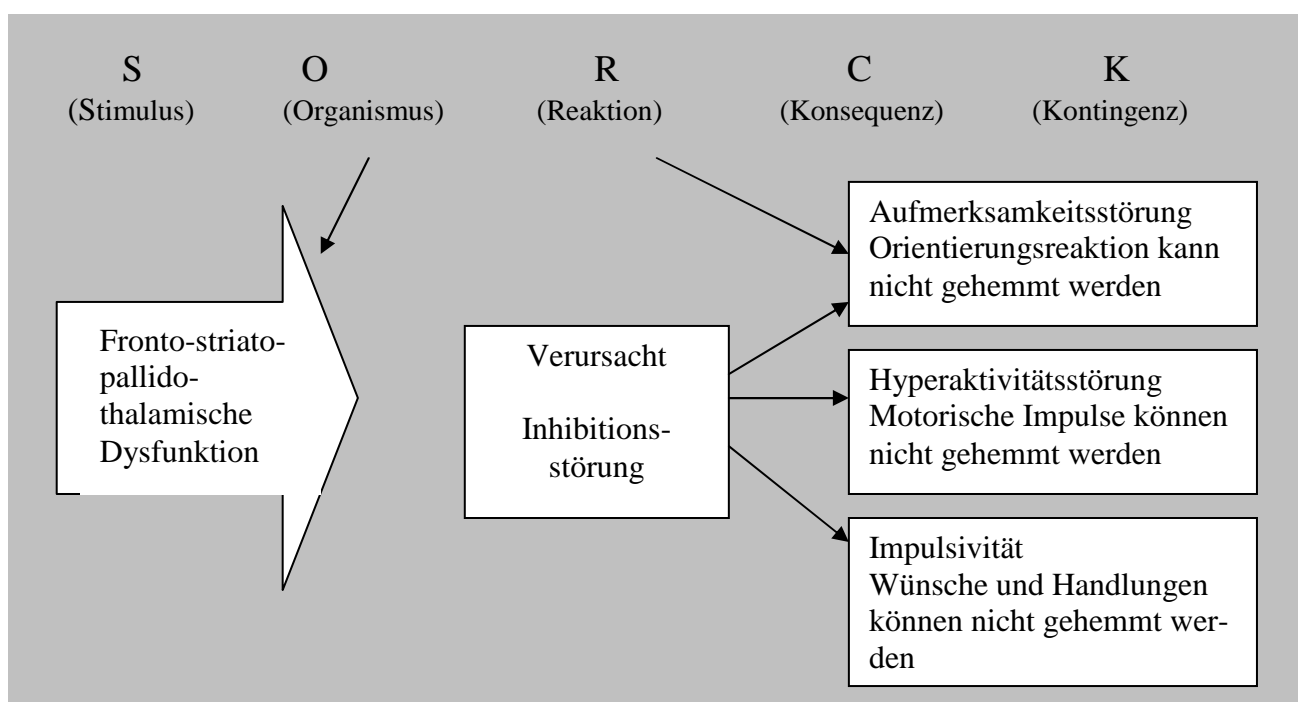 S O R C K
(Stimulus) (Organismus) (Reaktion) (Konsequenz) (Kontingenz)
Fronto-striato-
pallido-
thalamische
Dysfunktion
Verursacht
Inhibitions-
störung
Aufmerksamkeitsstörung
Orientierungsreaktion kann
nicht gehemmt werden
Hyperaktivitätsstörung
Motorische Impulse können
nicht gehemmt werden
Impulsivität
Wünsche und Handlungen
können nicht gehemmt wer-
den